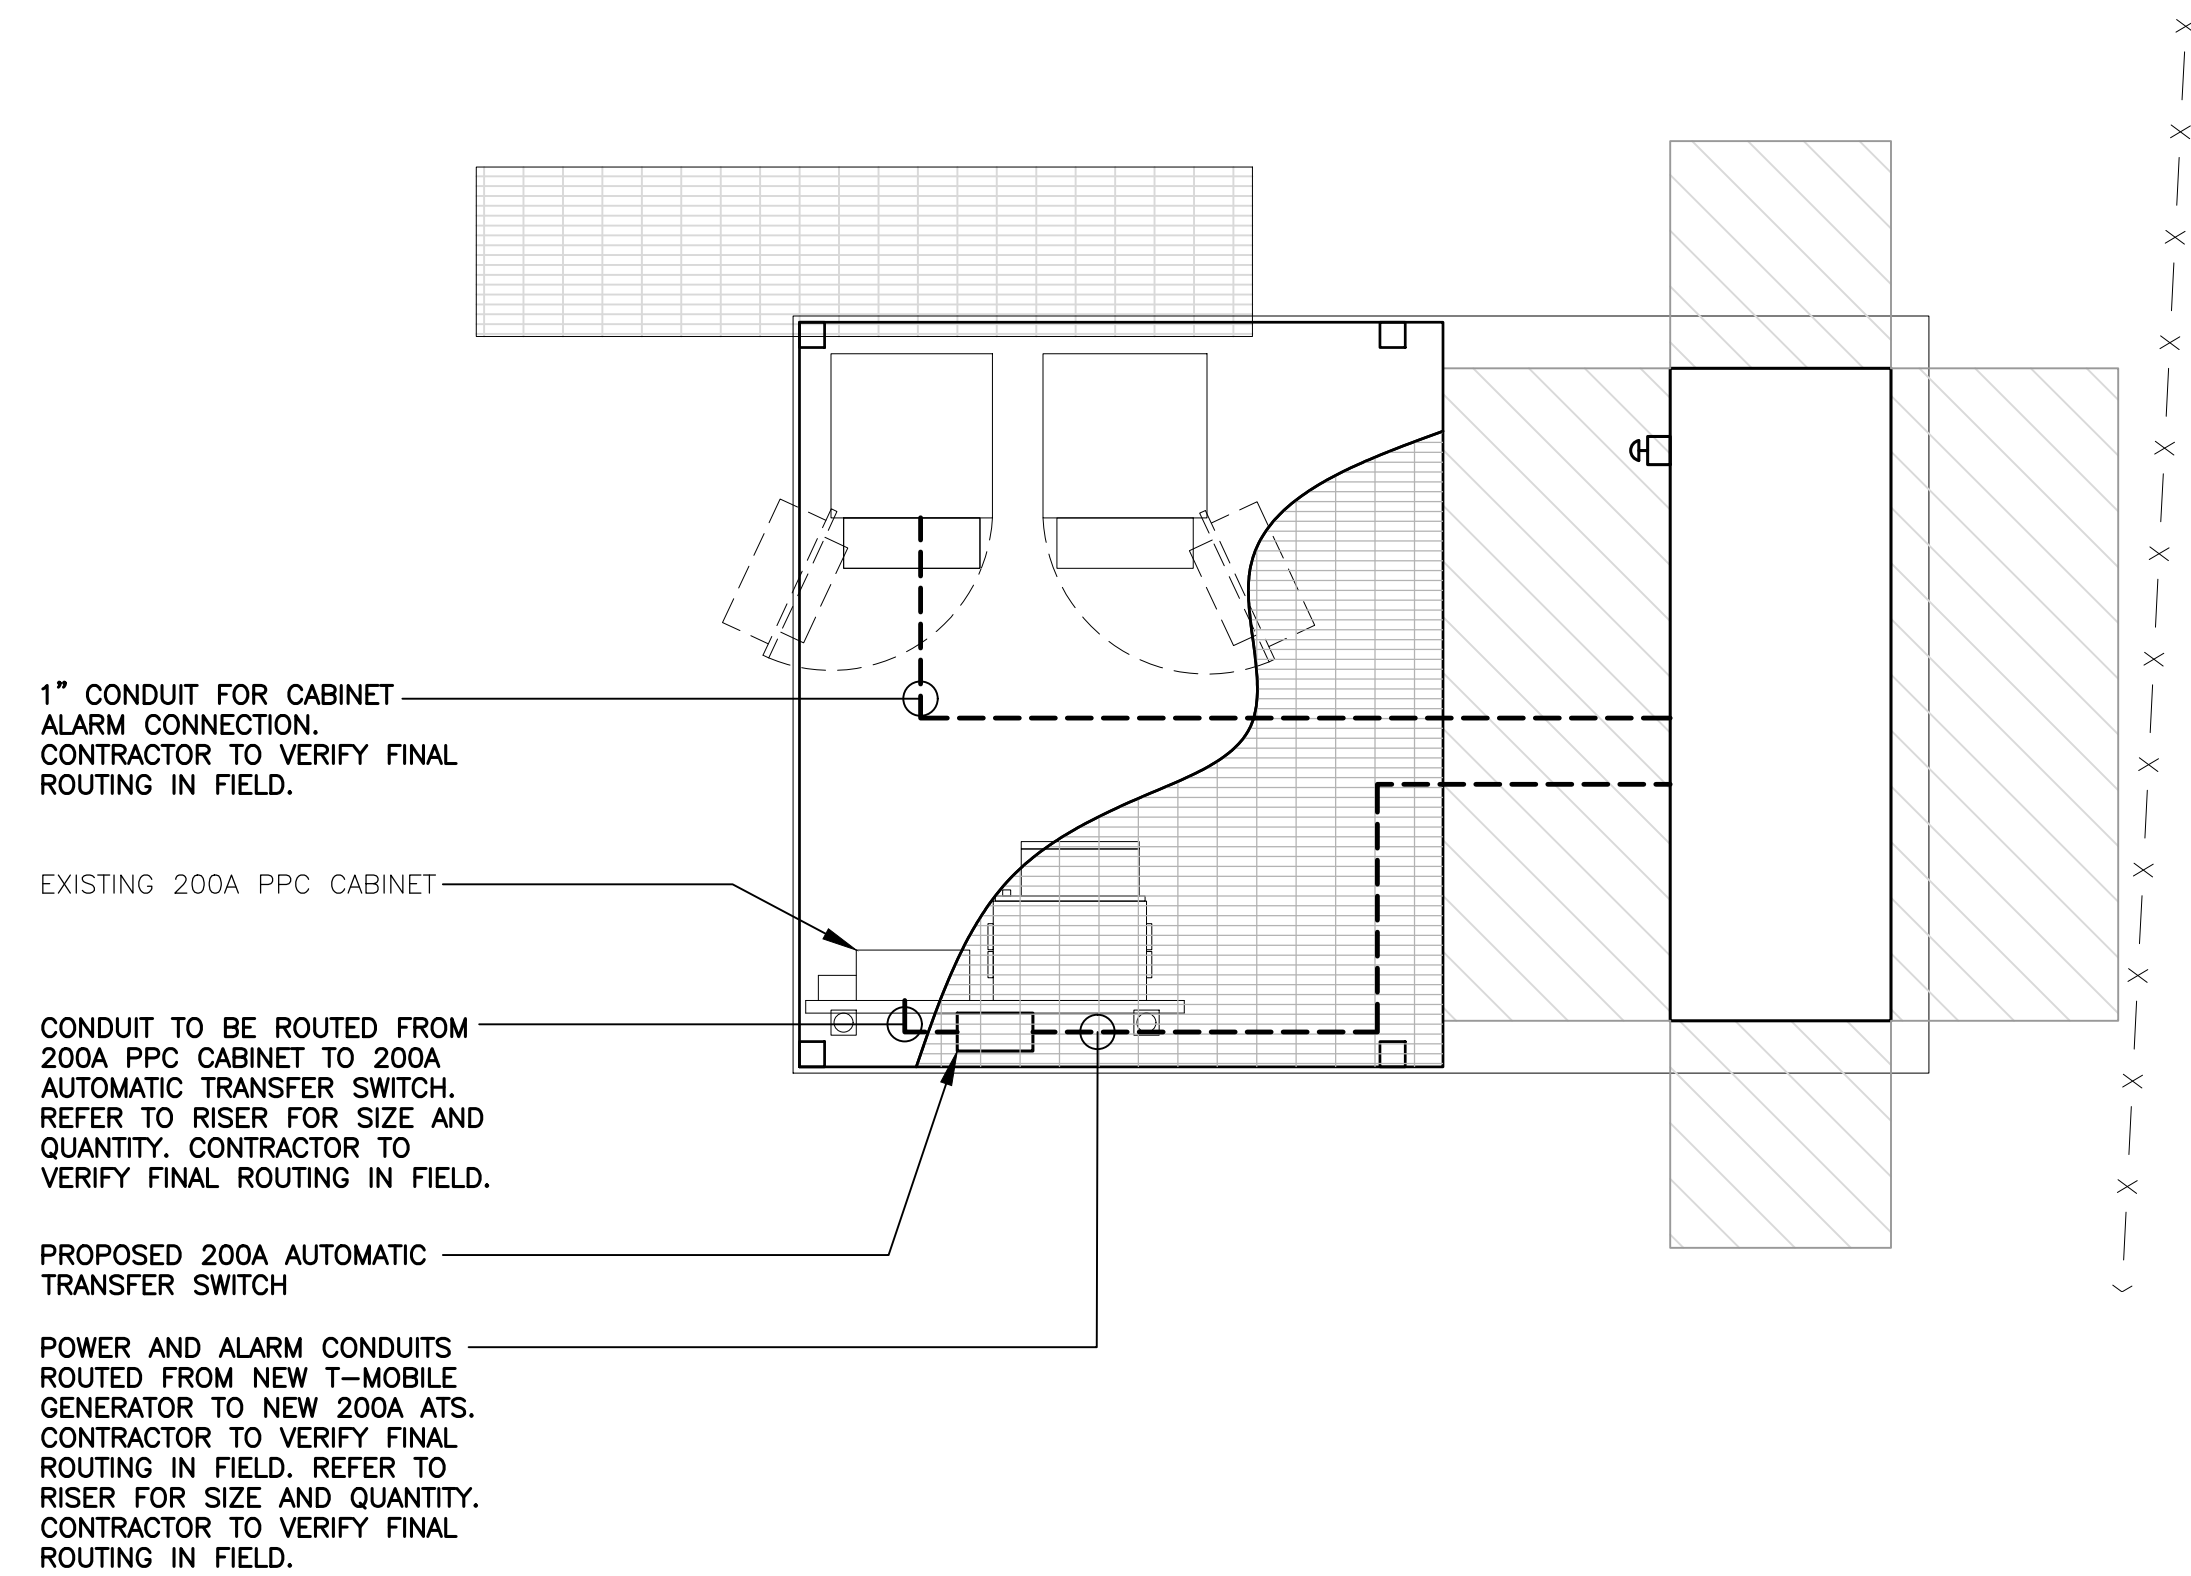 1" CONDUIT FOR CABINET
ALARM CONNECTION.
CONTRACTOR TO VERIFY FINAL
ROUTING IN FIELD.
EXISTING 200A PPC CABINET
CONDUIT TO BE ROUTED FROM
200A PPC CABINET TO 200A
AUTOMATIC TRANSFER SWITCH.
REFER TO RISER FOR SIZE AND
QUANTITY. CONTRACTOR TO
VERIFY FINAL ROUTING IN FIELD.
PROPOSED 200A AUTOMATIC
TRANSFER SWITCH
POWER AND ALARM CONDUITS
ROUTED FROM NEW T-MOBILE
GENERATOR TO NEW 200A ATS.
CONTRACTOR TO VERIFY FINAL
ROUTING IN FIELD. REFER TO
RISER FOR SIZE AND QUANTITY.
CONTRACTOR TO VERIFY FINAL
ROUTING IN FIELD.